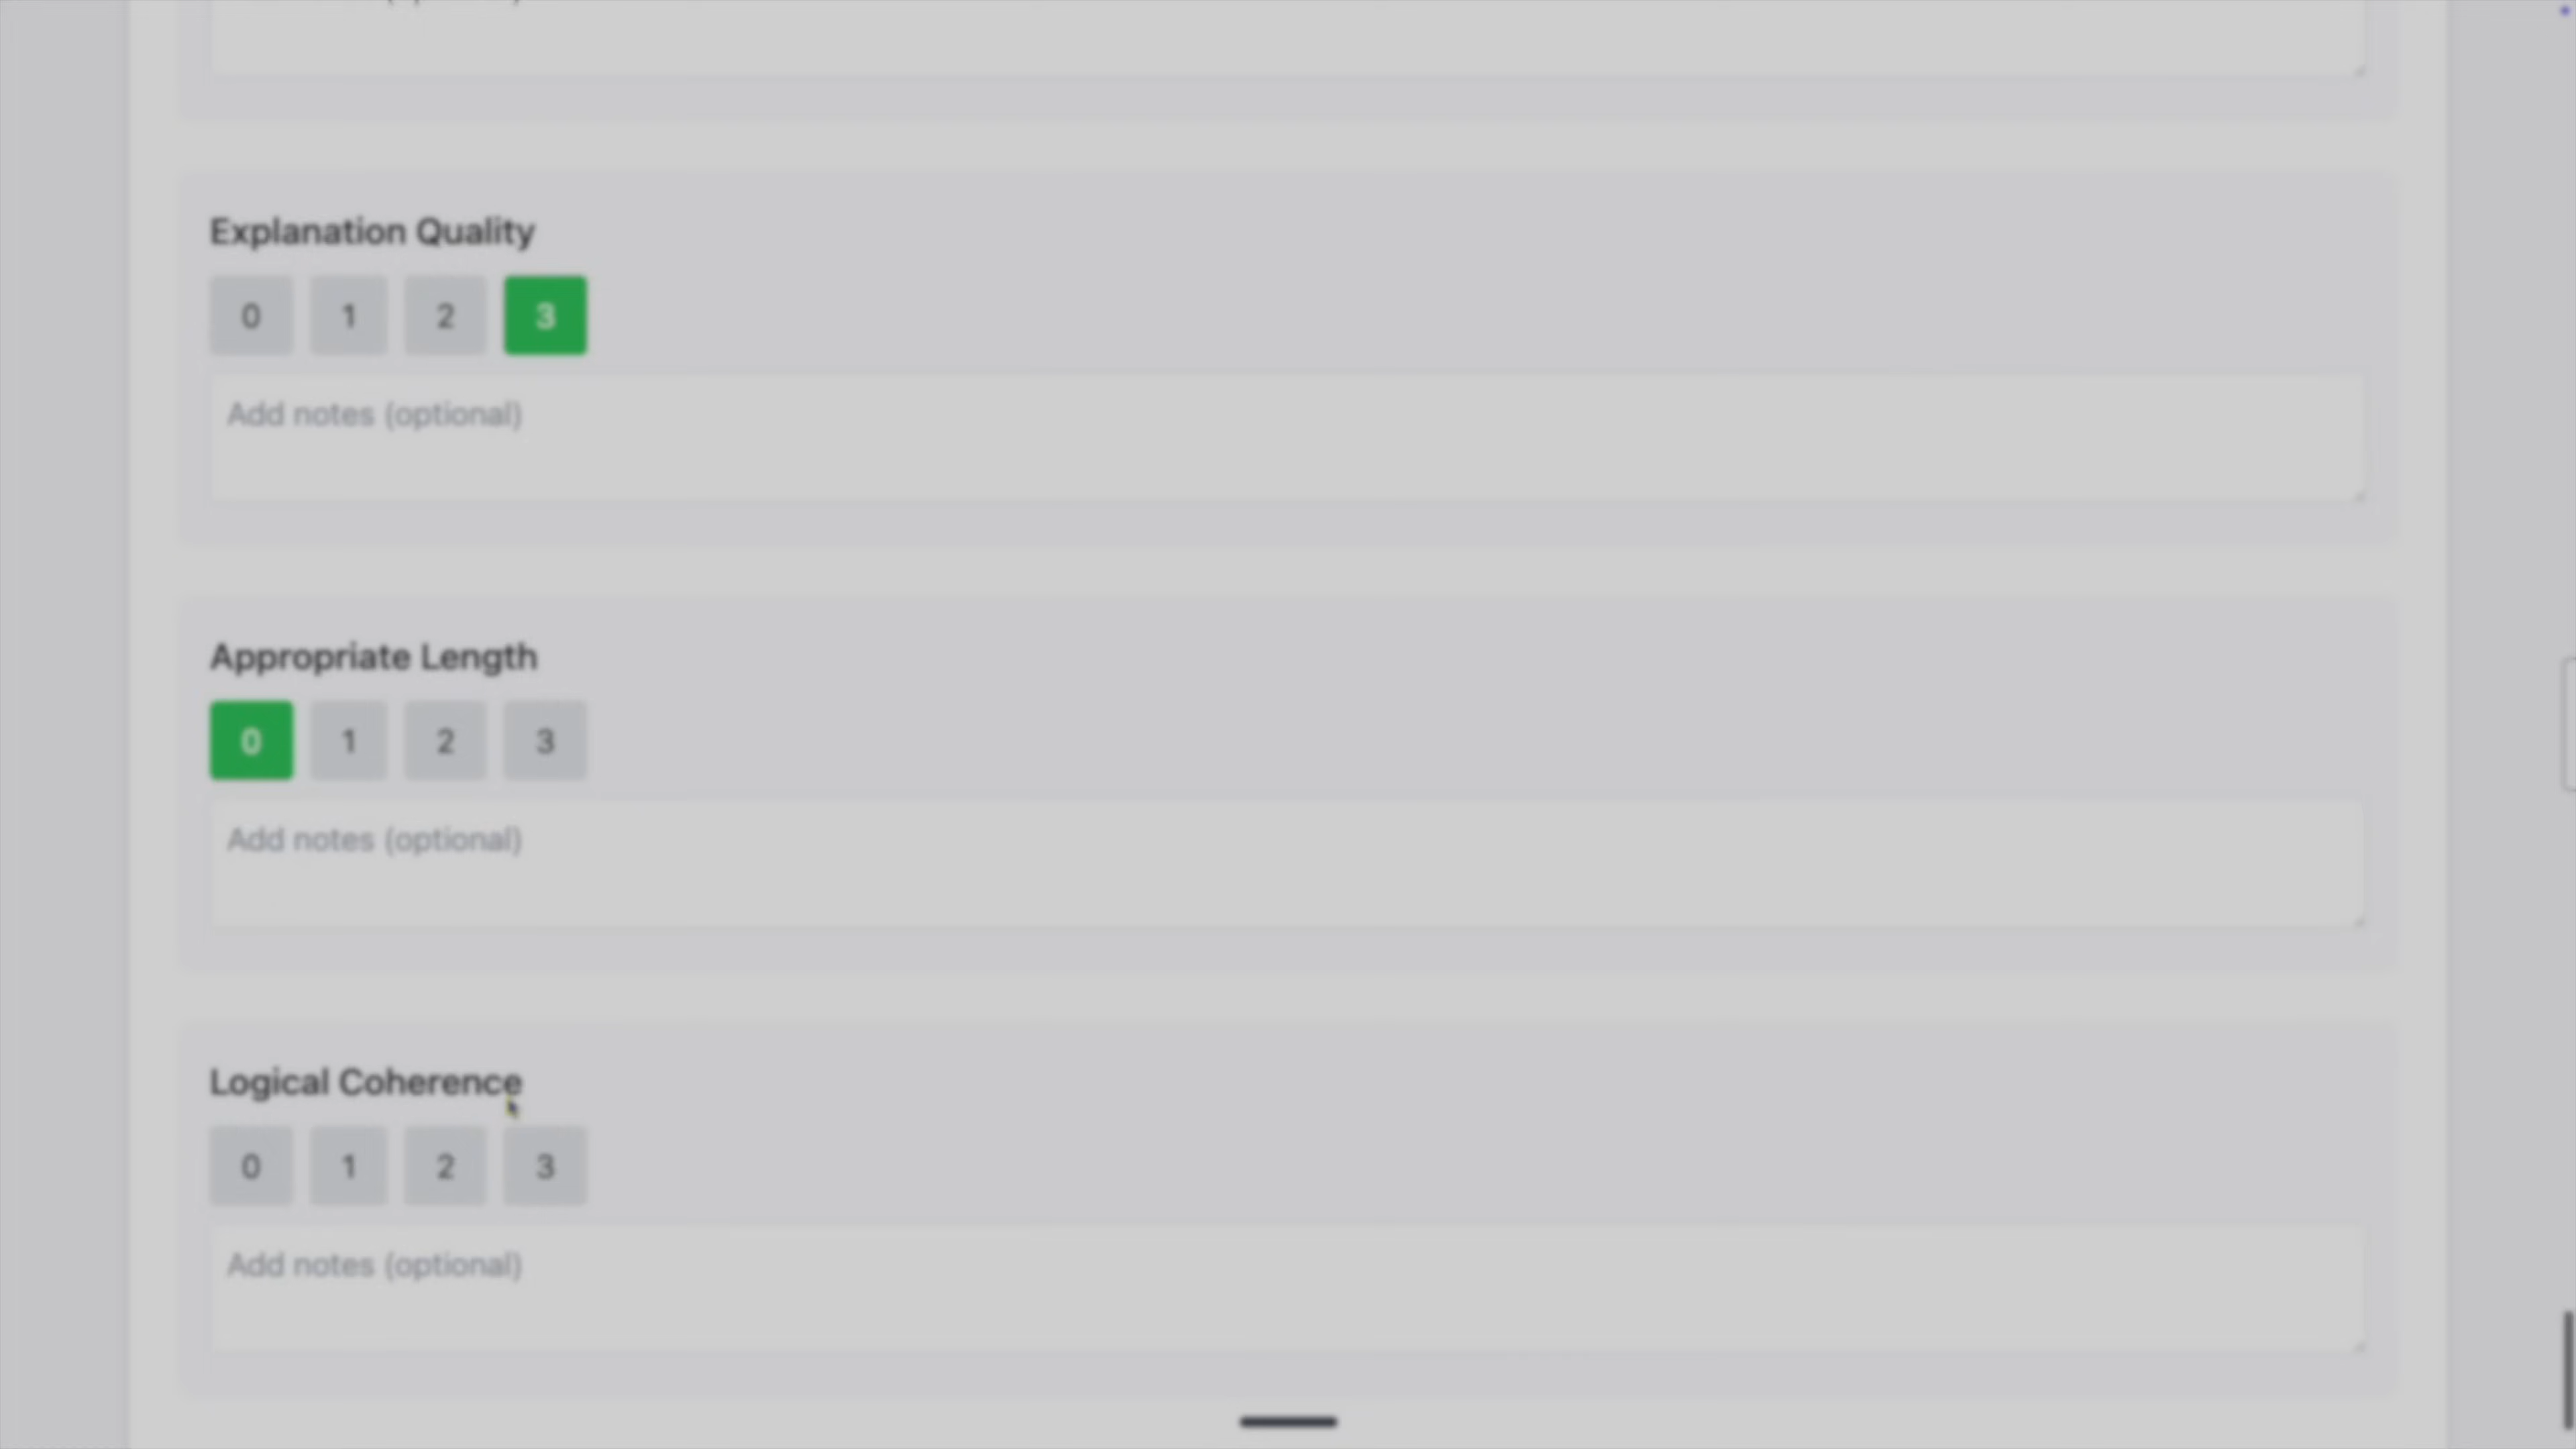 Explanation Quality
0 1 2 3
Add notes (optional)
Appropriate Length
0 1 2 3
Add notes (optional)
Logical Coherence
0 1 2 3
Add notes (optional)